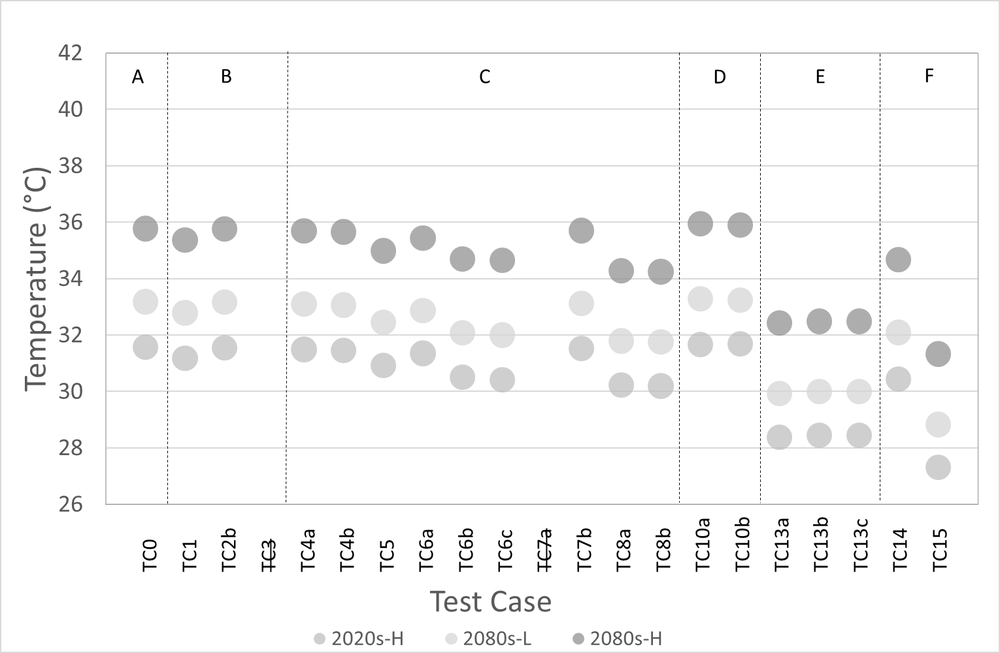 42
A B C D E F
40
38
36
34
32
30
28
26
Temperature (°C)
TC0 TC1 TC2b TC3 TC4a TC4b TC5 TC6a TC6b TC6c TC7a TC7b TC8a TC8b TC10a TC10b TC13a TC13b TC13c TC14 TC15
Test Case
2020s-H 2080s-L 2080s-H